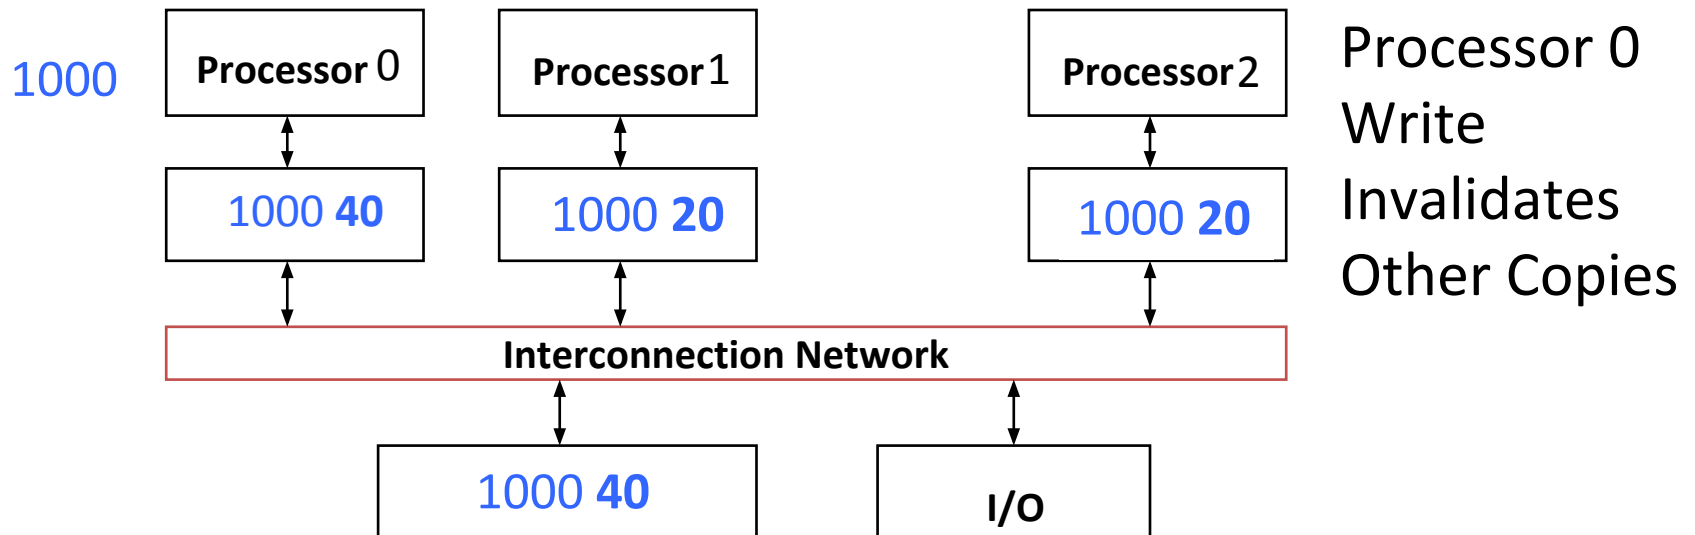 1000
Processor 0
Processor 1
Processor 2
1000 40
1000 20
1000 20
Interconnection Network
1000 40
I/O
Processor 0
Write
Invalidates
Other Copies